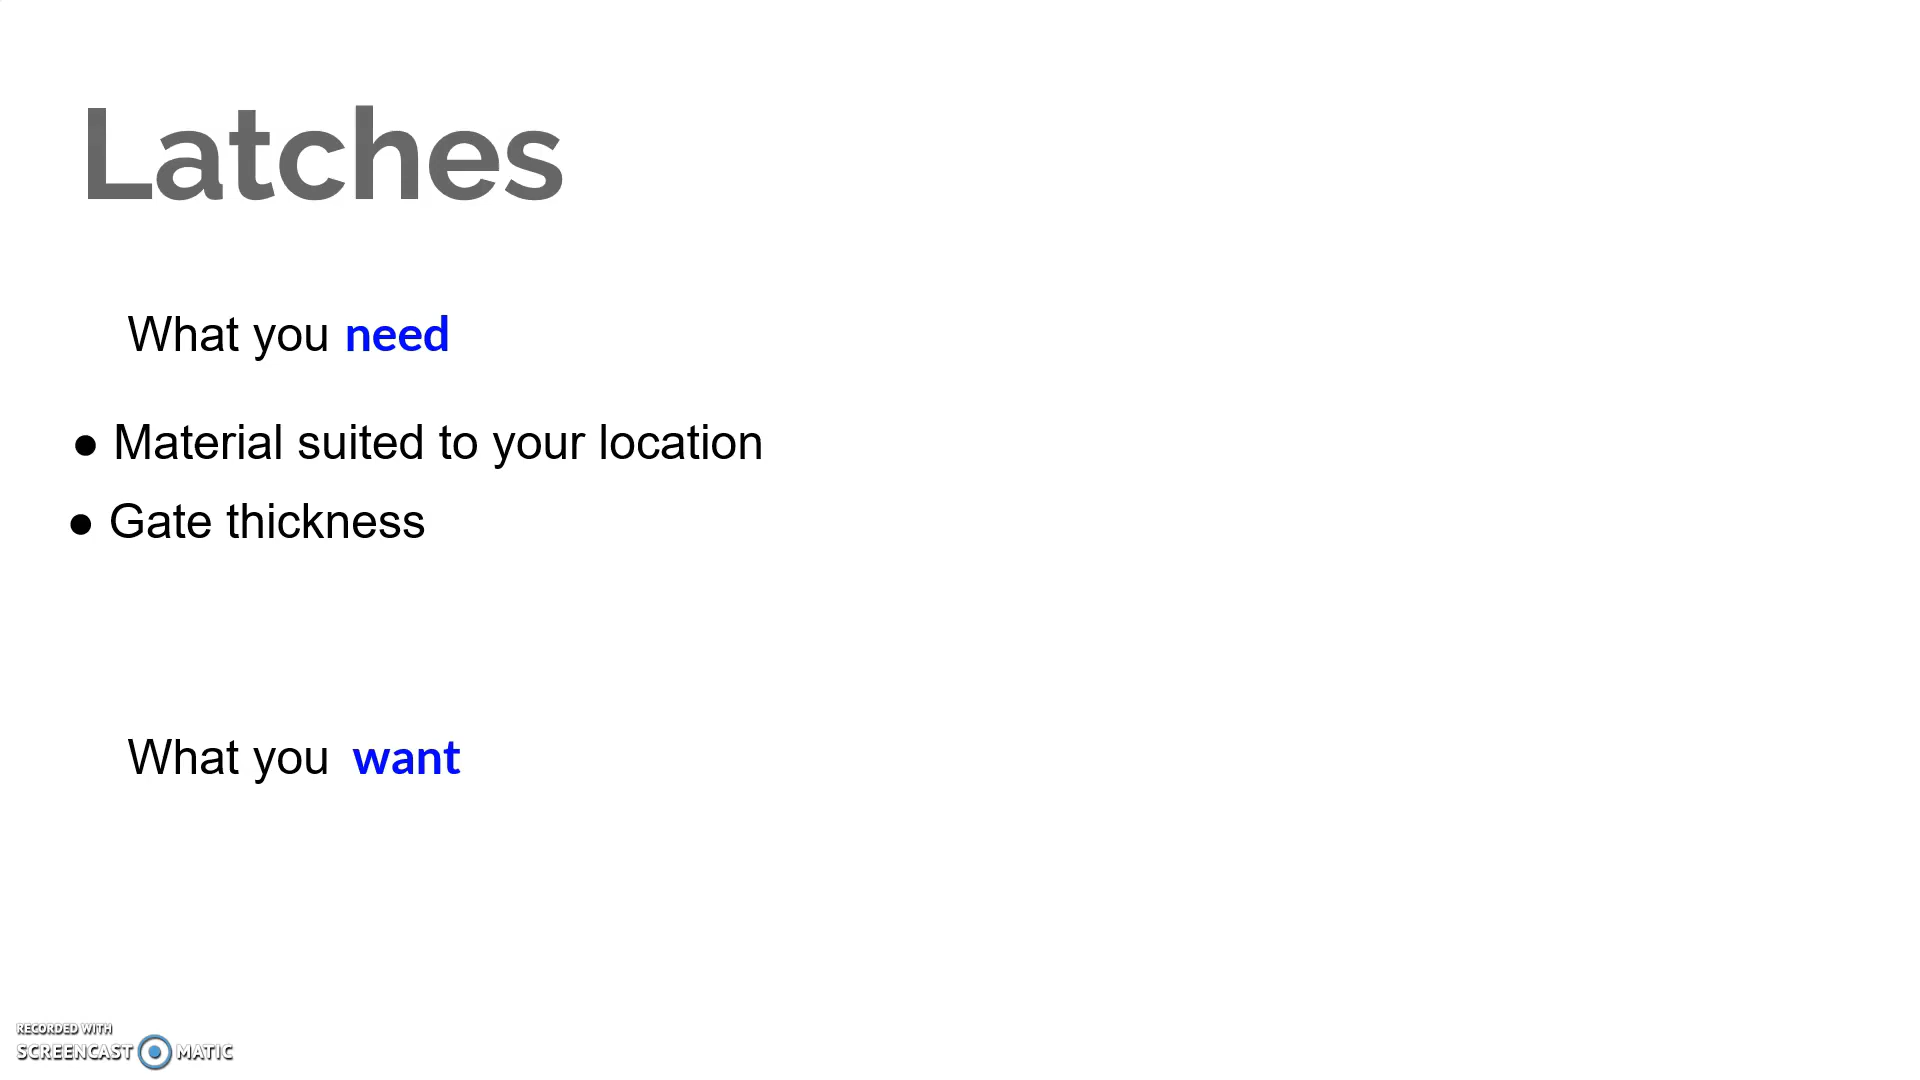 Latches
What you need
● Material suited to your location
● Gate thickness
What you want
RECORDED WITH
SCREENCAST MATIC